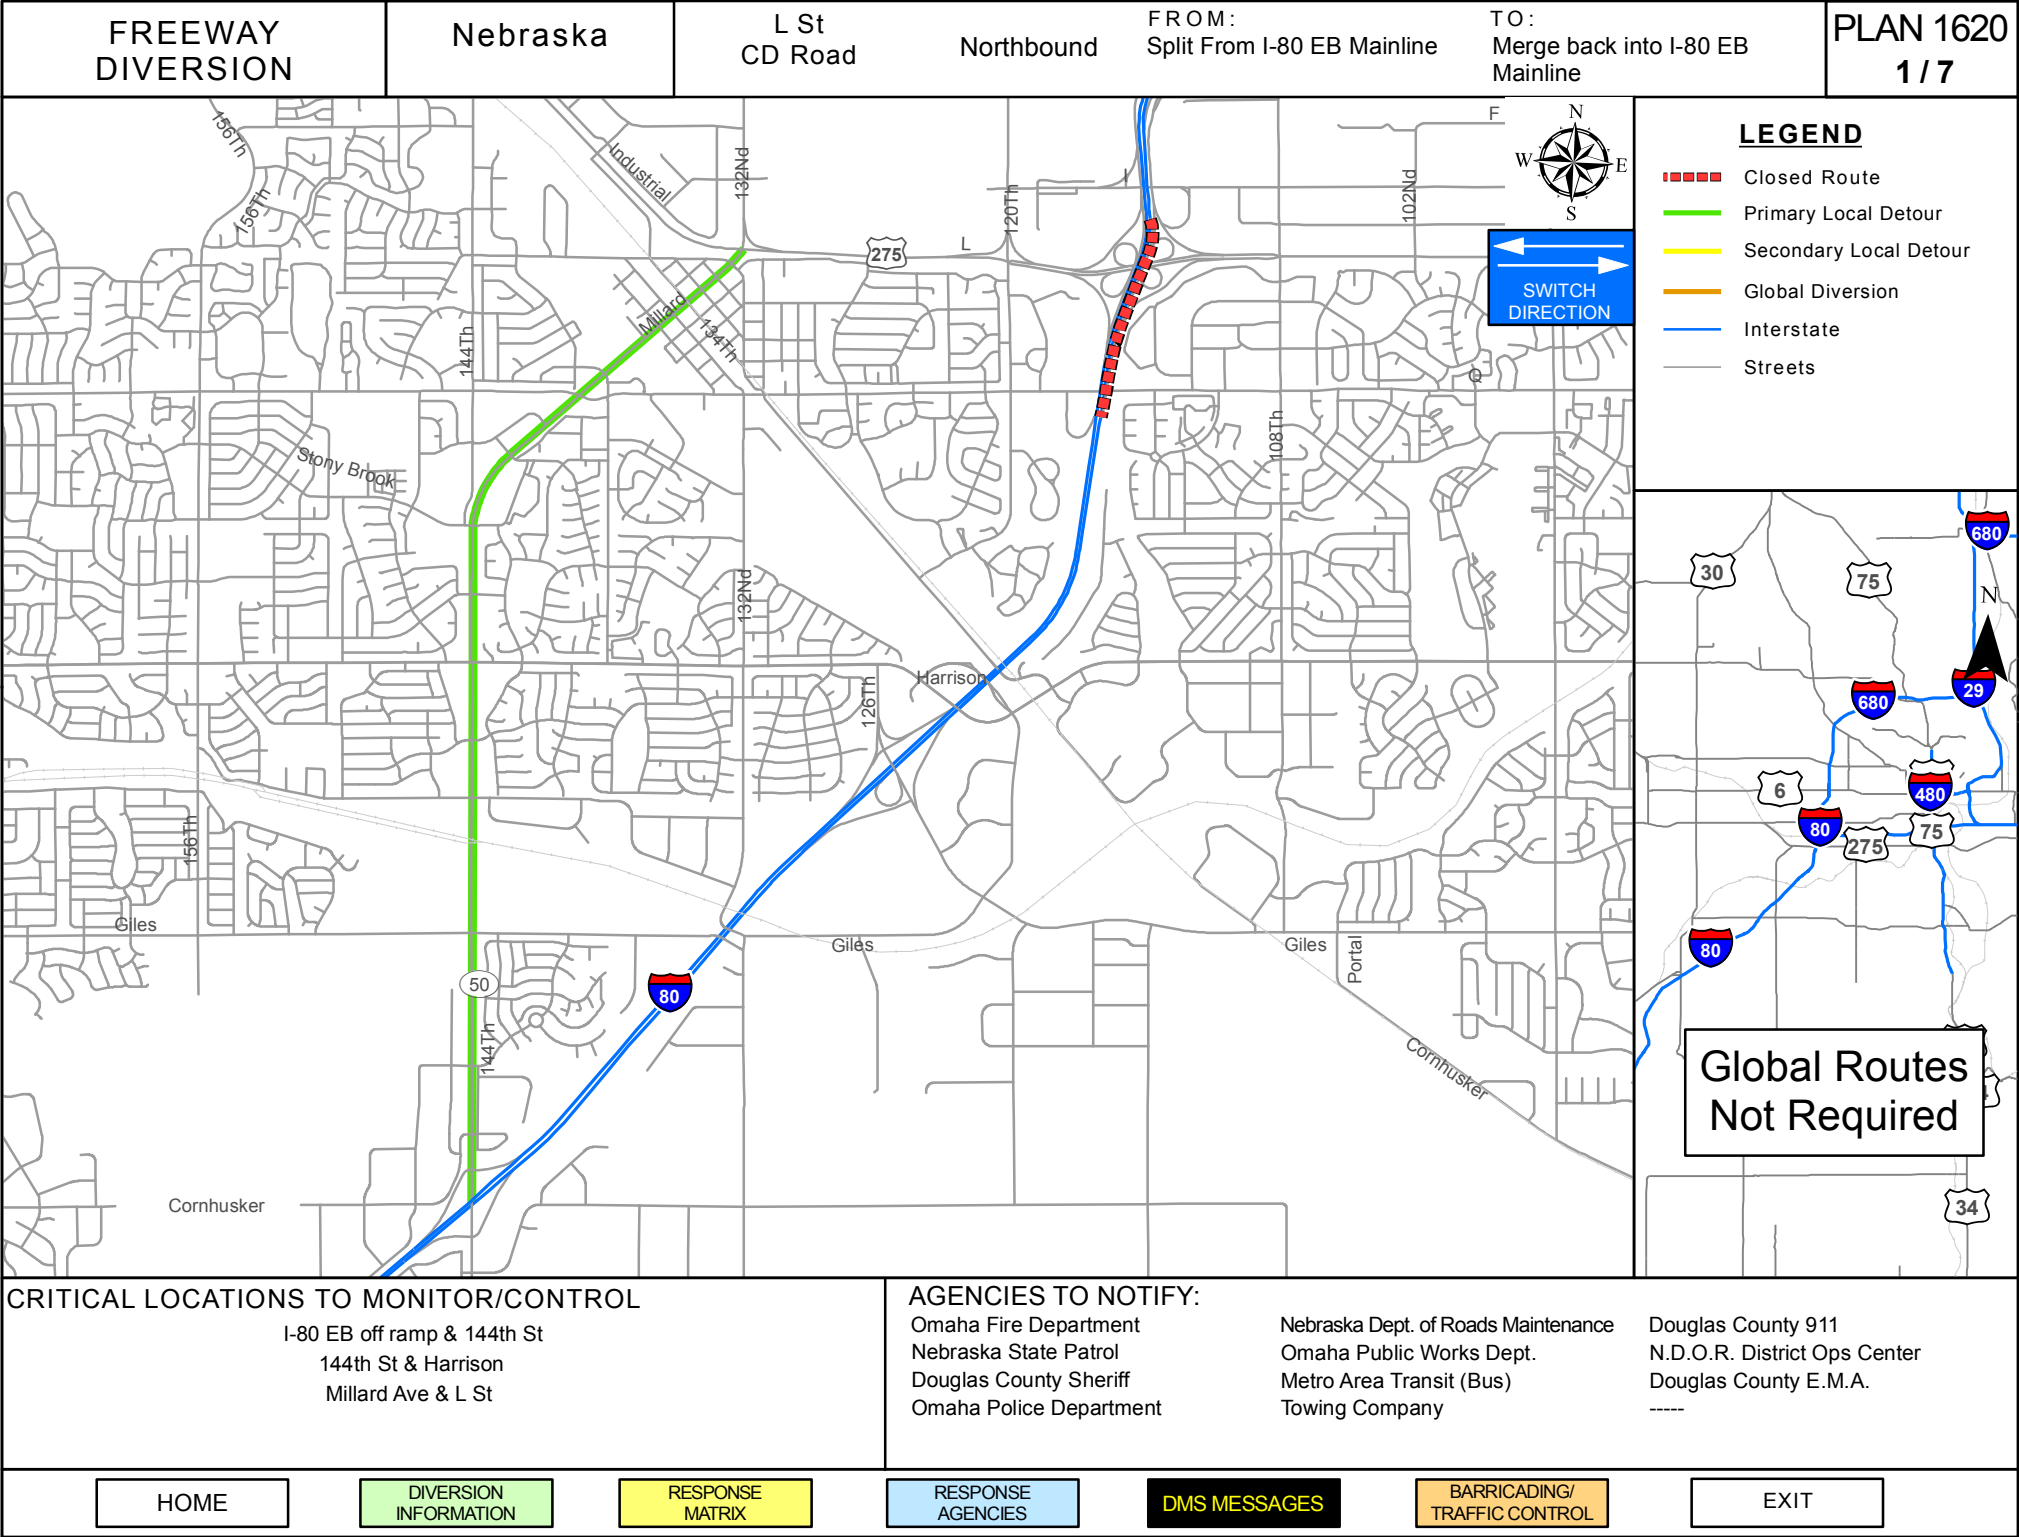 FREEWAY
DIVERSION
Nebraska
L St
CD Road
Northbound
FROM:
Split From I-80 EB Mainline
TO:
Merge back into I-80 EB
Mainline
PLAN 1620
1 / 7
156Th
156Th
Industrial
132Nd
120Th
I
102Nd
F
N
W
E
S
L
275
SWITCH
DIRECTION
Millard
134Th
144Th
Q
108Th
Stony Brook
132Nd
Harrison
126Th
156Th
Giles
Giles
Giles
Portal
50
80
144Th
Cornhusker
Cornhusker
LEGEND
Closed Route
Primary Local Detour
Secondary Local Detour
Global Diversion
Interstate
Streets
680
30
75
N
29
680
6
480
80
275
75
80
Global Routes
Not Required
34
CRITICAL LOCATIONS TO MONITOR/CONTROL
I-80 EB off ramp & 144th St
144th St & Harrison
Millard Ave & L St
AGENCIES TO NOTIFY:
Omaha Fire Department
Nebraska State Patrol
Douglas County Sheriff
Omaha Police Department
Nebraska Dept. of Roads Maintenance
Omaha Public Works Dept.
Metro Area Transit (Bus)
Towing Company
Douglas County 911
N.D.O.R. District Ops Center
Douglas County E.M.A.
-----
HOME
DIVERSION
INFORMATION
RESPONSE
MATRIX
RESPONSE
AGENCIES
DMS MESSAGES
BARRICADING/
TRAFFIC CONTROL
EXIT